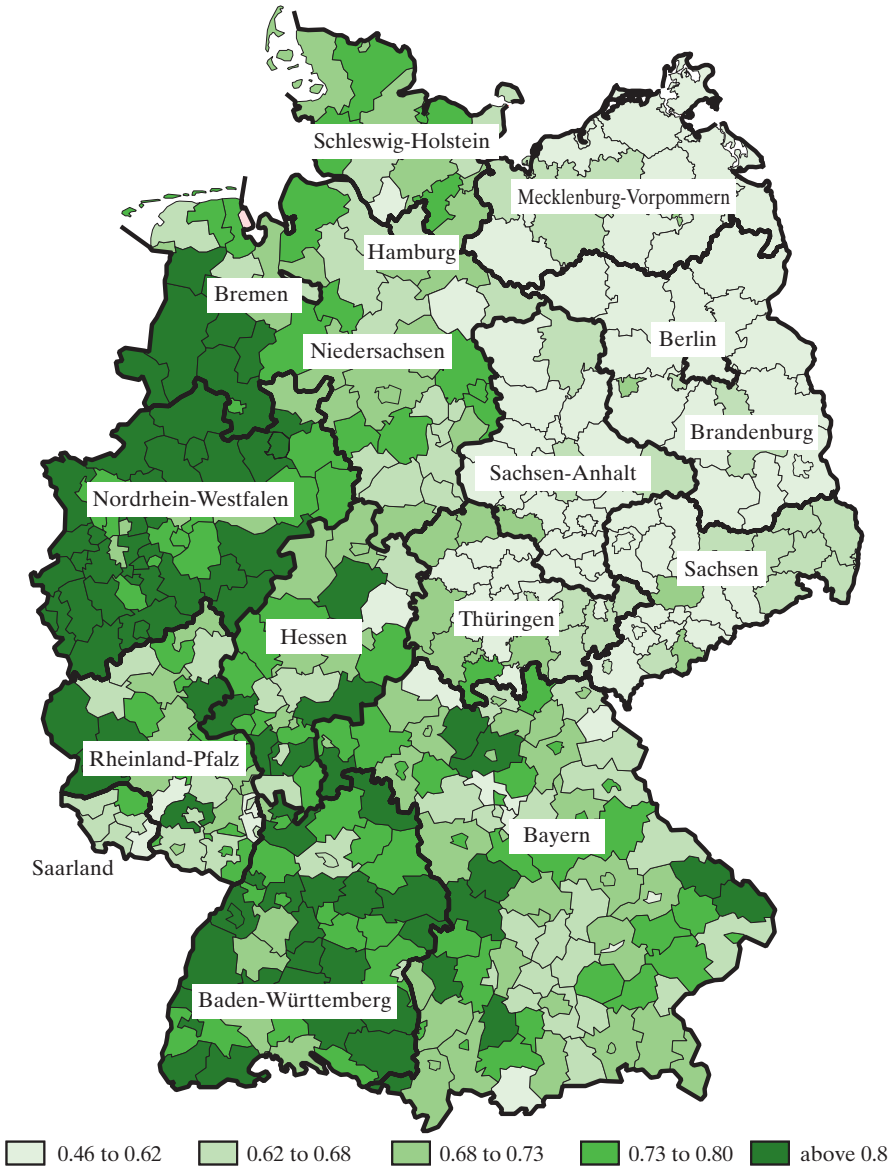 Schleswig-Holstein
Mecklenburg-Vorpommern
Hamburg
Bremen
Berlin
Niedersachsen
Brandenburg
Sachsen-Anhalt
Nordrhein-Westfalen
Sachsen
Thüringen
Hessen
Rheinland-Pfalz
Bayern
Saarland
Baden-Württemberg
0.46 to 0.62 0.62 to 0.68 0.68 to 0.73 0.73 to 0.80 above 0.8